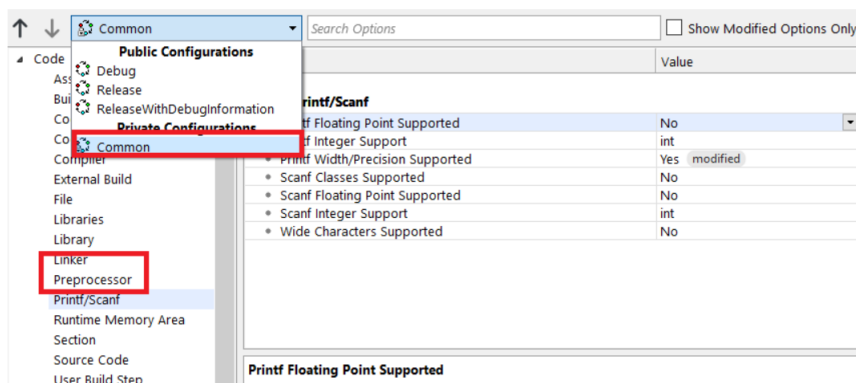 Common
Search Options
Show Modified Options Only
Public Configurations
Debug
Release
ReleaseWithDebugInformation
Private Configurations
Common
Code
Compiler
External Build
File
Libraries
Library
Linker
Preprocessor
Printf/Scanf
Runtime Memory Area
Section
Source Code
User Build Step
Value
Printf/Scanf
Floating Point Supported No
Integer Support int
Printf Width/Precision Supported Yes modified
Scanf Classes Supported No
Scanf Floating Point Supported No
Scanf Integer Support int
Wide Characters Supported No
Printf Floating Point Supported